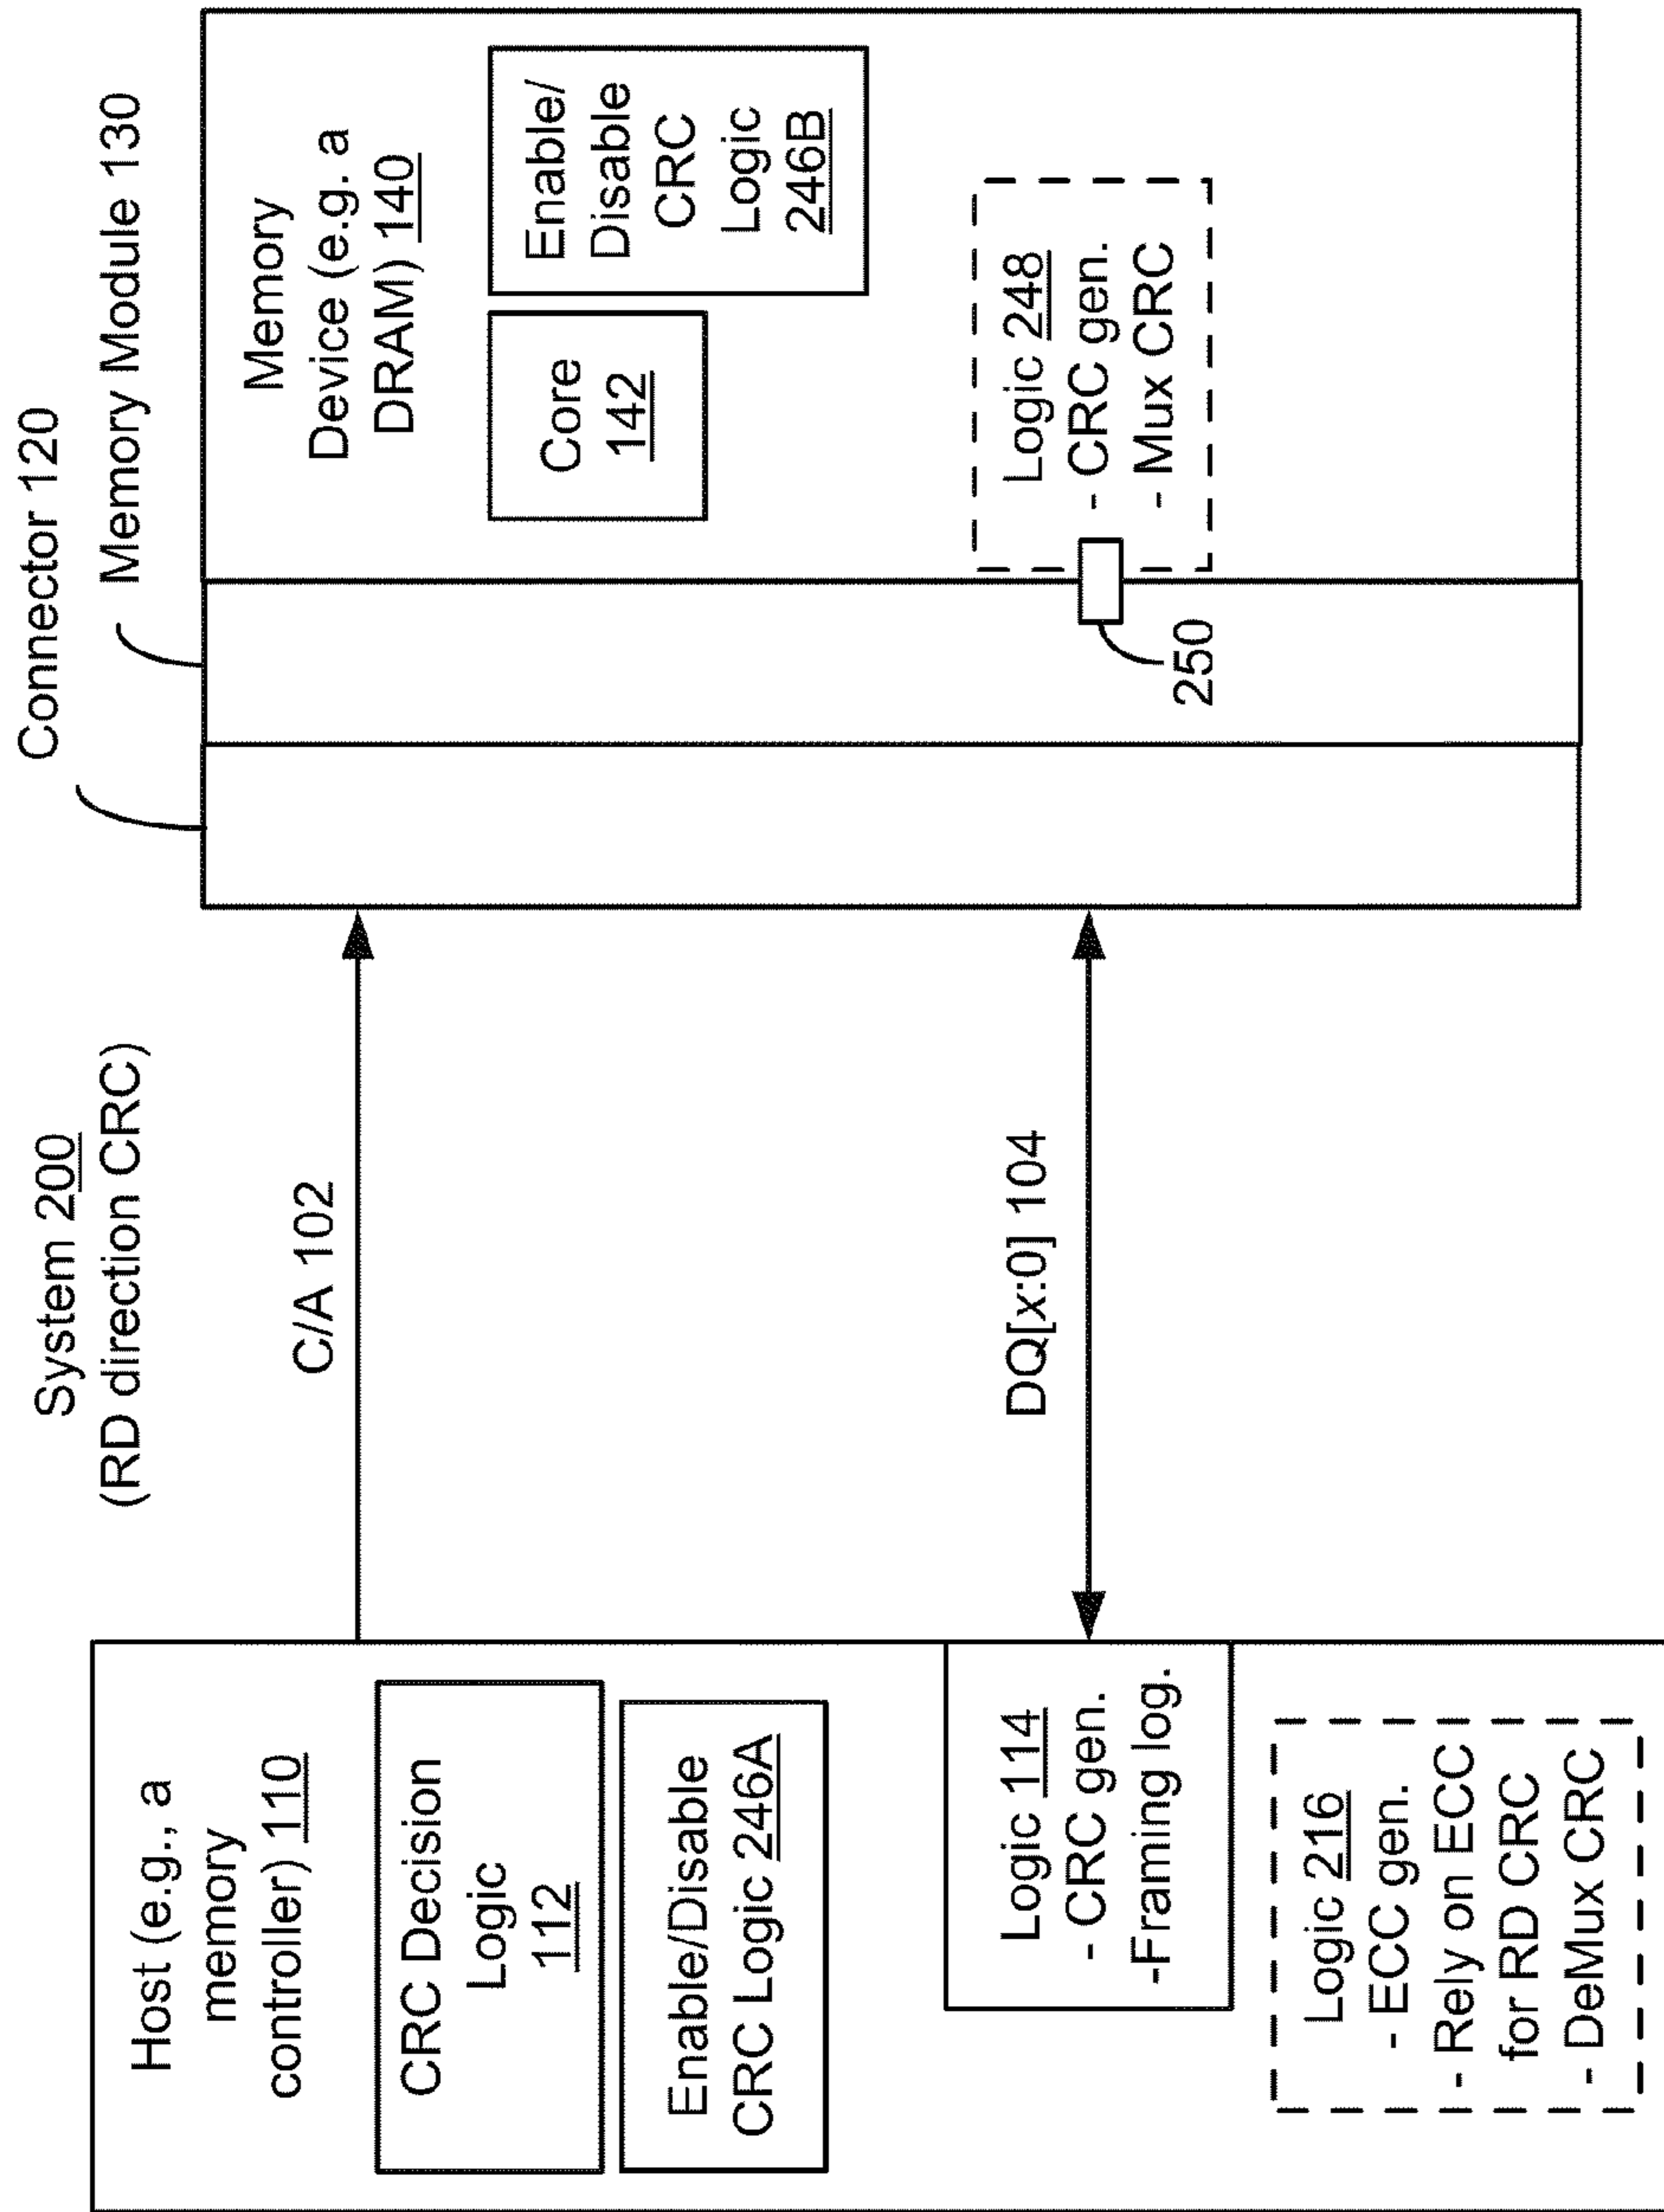 System 200
(RD direction CRC)
Connector 120
Memory Module 130
Host (e.g., a
memory
controller) 110
CRC Decision
Logic
112
Enable/Disable
CRC Logic 246A
Logic 114
- CRC gen.
-Framing log.
Logic 216
- ECC gen.
- Rely on ECC
for RD CRC
- DeMux CRC
C/A 102
DQ[x:0] 104
Memory
Device (e.g. a
DRAM) 140
Core
142
Enable/
Disable
CRC
Logic
246B
Logic 248
- CRC gen.
- Mux CRC
250